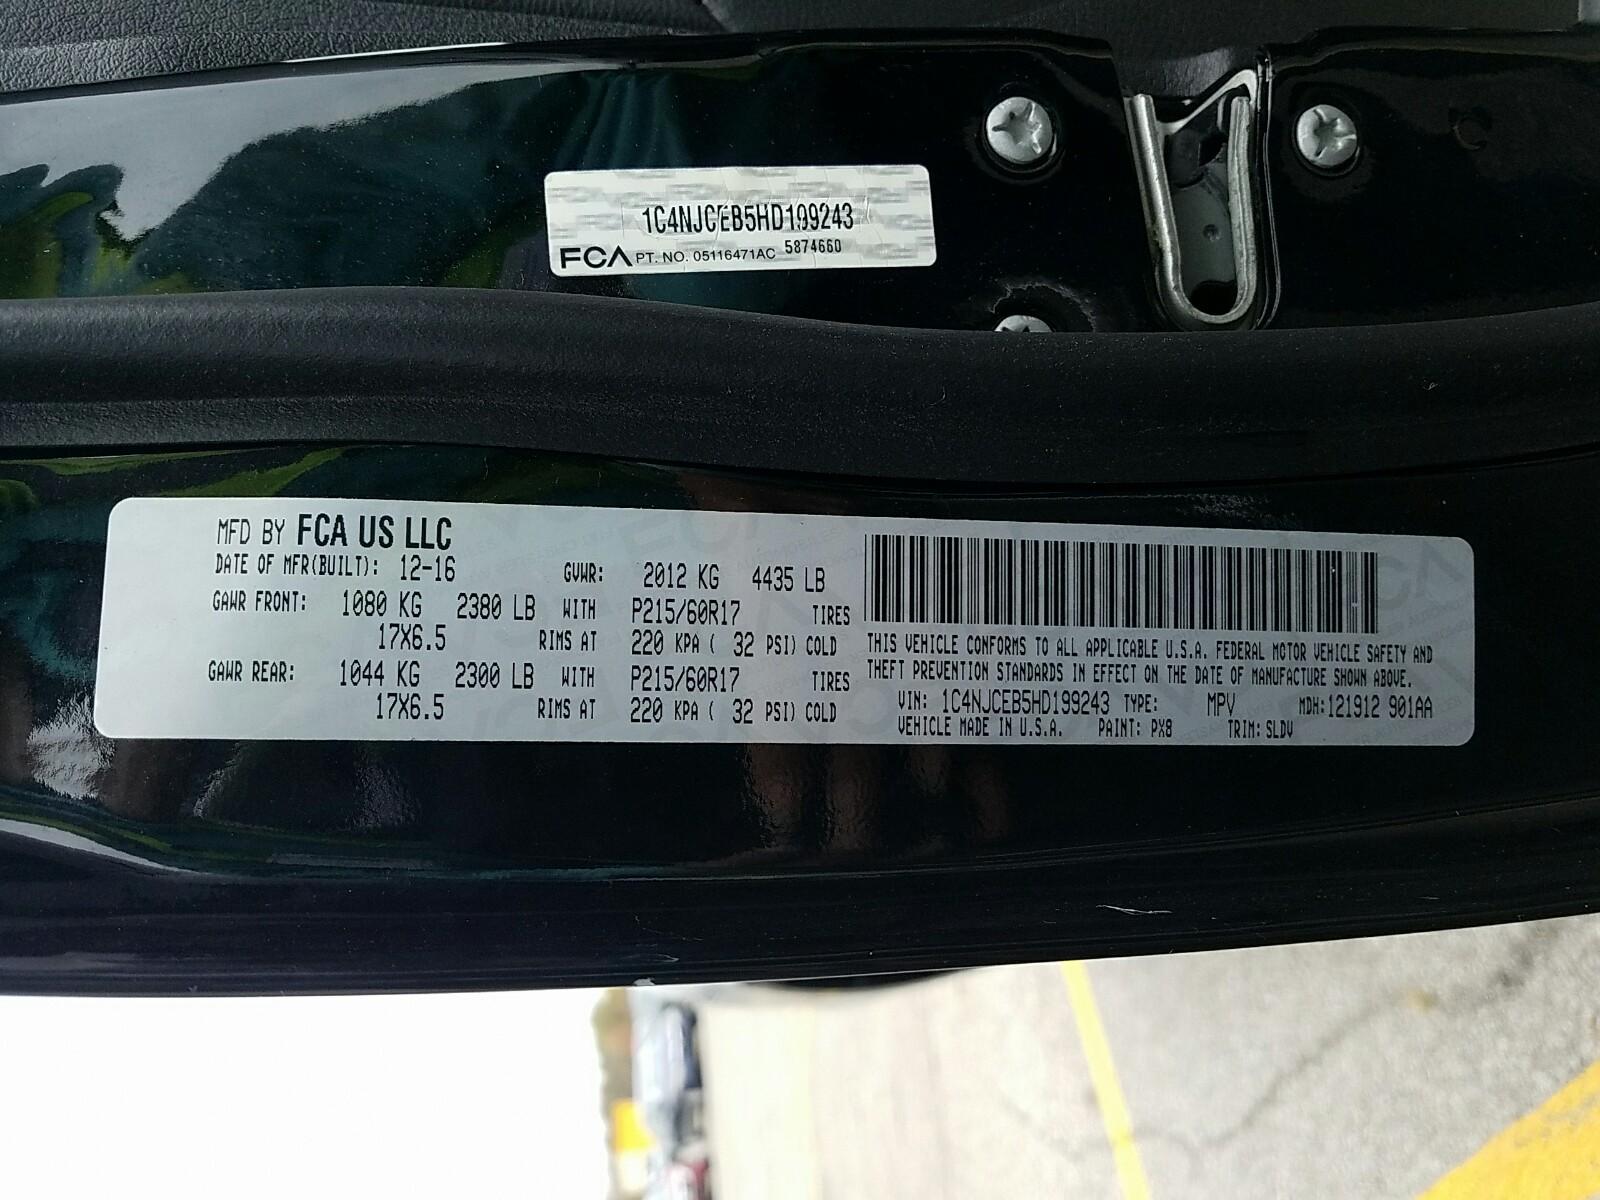 1C4NJCEB5HD199243
FCA PT. NO. 05116471AC 5874660
MFD BY FCA US LLC
DATE OF MFR(BUILT): 12-16 GVWR: 2012 KG 4435 LB
GAWR FRONT: 1080 KG 2380 LB WITH P215/60R17 TIRES
17X6.5 RIMS AT 220 KPA ( 32 PSI) COLD
GAWR REAR: 1044 KG 2300 LB WITH P215/60R17 TIRES
17X6.5 RIMS AT 220 KPA ( 32 PSI) COLD
THIS VEHICLE CONFORMS TO ALL APPLICABLE U.S.A. FEDERAL MOTOR VEHICLE SAFETY AND
THEFT PREVENTION STANDARDS IN EFFECT ON THE DATE OF MANUFACTURE SHOWN ABOVE.
VIN: 1C4NJCEB5HD199243 TYPE: MPV MDH:121912 901AA
VEHICLE MADE IN U.S.A. PAINT: PX8 TRIM: SLDV